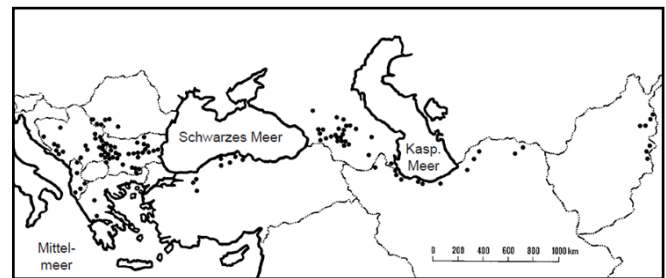 Schwarzes Meer
Kasp.
Meer
Mittel-
meer
0 200 400 600 800 1000 km